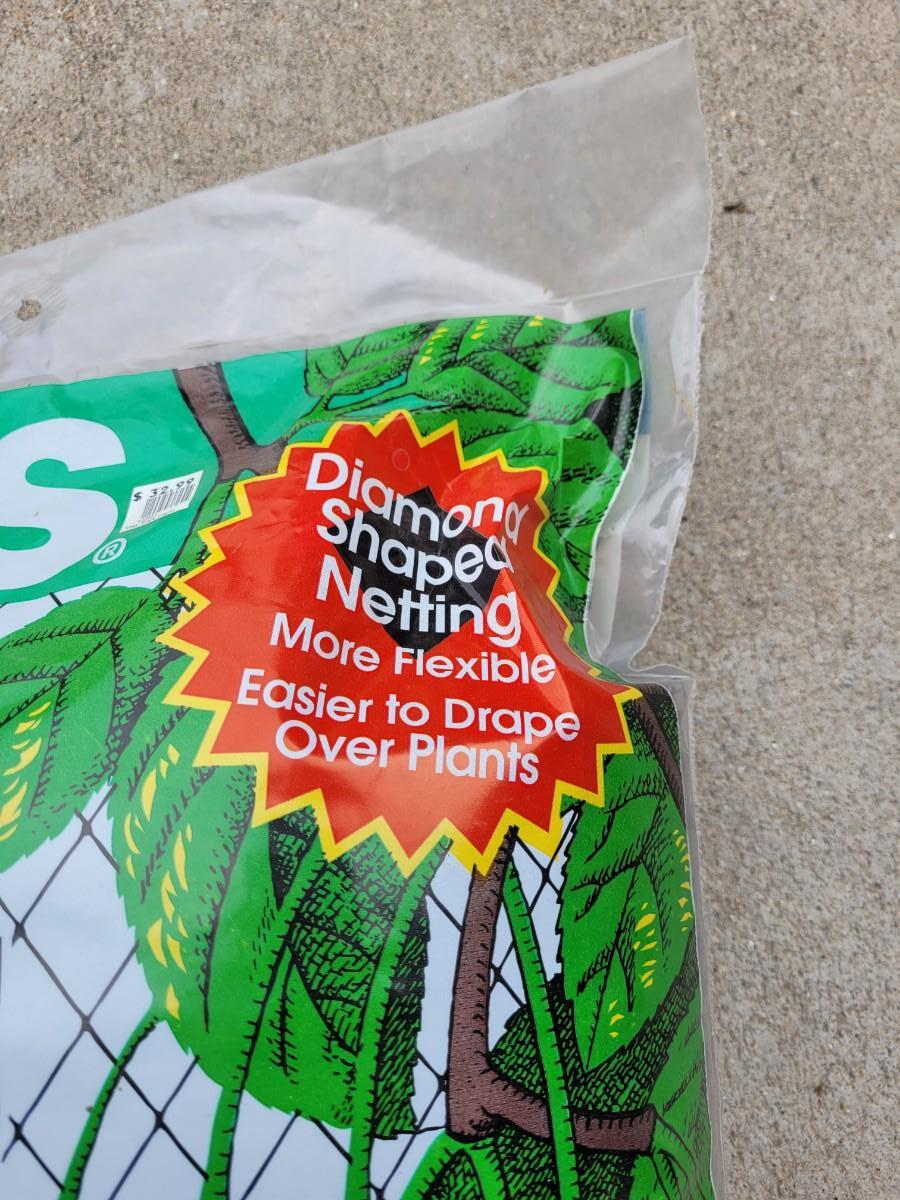 S®
$ 32.99
Diamond
Shaped
Netting
More Flexible
Easier to Drape
Over Plants